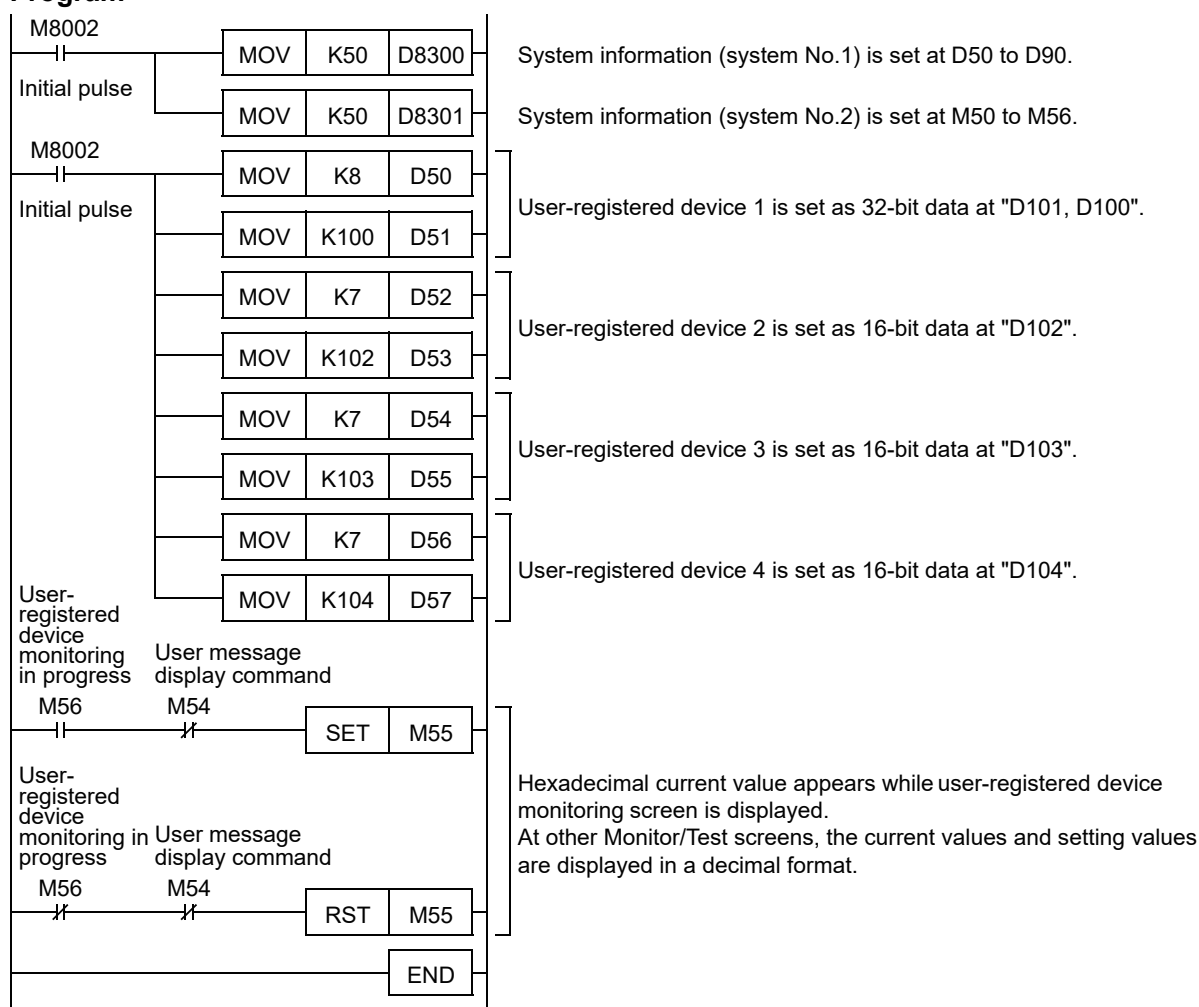 Program
M8002
MOV K50 D8300
System information (system No.1) is set at D50 to D90.
Initial pulse
MOV K50 D8301
System information (system No.2) is set at M50 to M56.
M8002
MOV K8 D50
Initial pulse
User-registered device 1 is set as 32-bit data at "D101, D100".
MOV K100 D51
MOV K7 D52
User-registered device 2 is set as 16-bit data at "D102".
MOV K102 D53
MOV K7 D54
User-registered device 3 is set as 16-bit data at "D103".
MOV K103 D55
MOV K7 D56
User-registered device 4 is set as 16-bit data at "D104".
MOV K104 D57
User-
registered
device
monitoring
in progress
User message
display command
M56 M54
SET M55
User-
registered
device
monitoring in
progress
User message
display command
Hexadecimal current value appears while user-registered device
monitoring screen is displayed.
At other Monitor/Test screens, the current values and setting values
are displayed in a decimal format.
M56 M54
RST M55
END